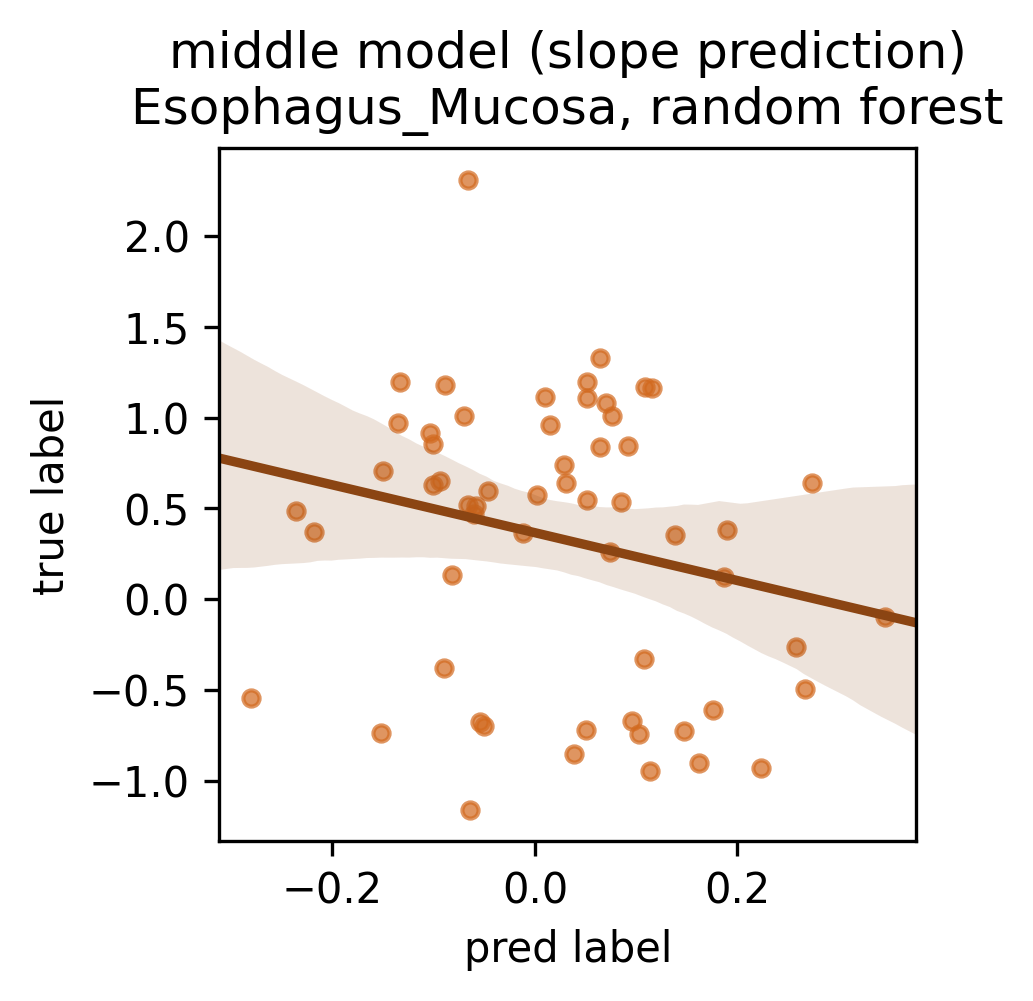 middle model (slope prediction)
Esophagus_Mucosa, random forest
2.0
1.5
1.0
0.5
0.0
−0.5
−1.0
true label
−0.2
0.0
0.2
pred label